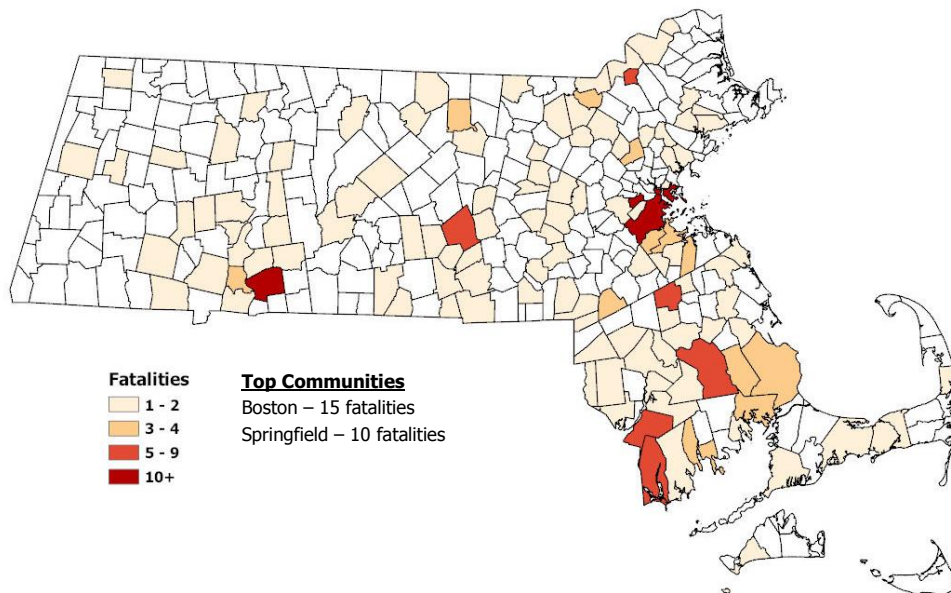 Fatalities
1 - 2
3 - 4
5 - 9
10+
Top Communities
Boston – 15 fatalities
Springfield – 10 fatalities